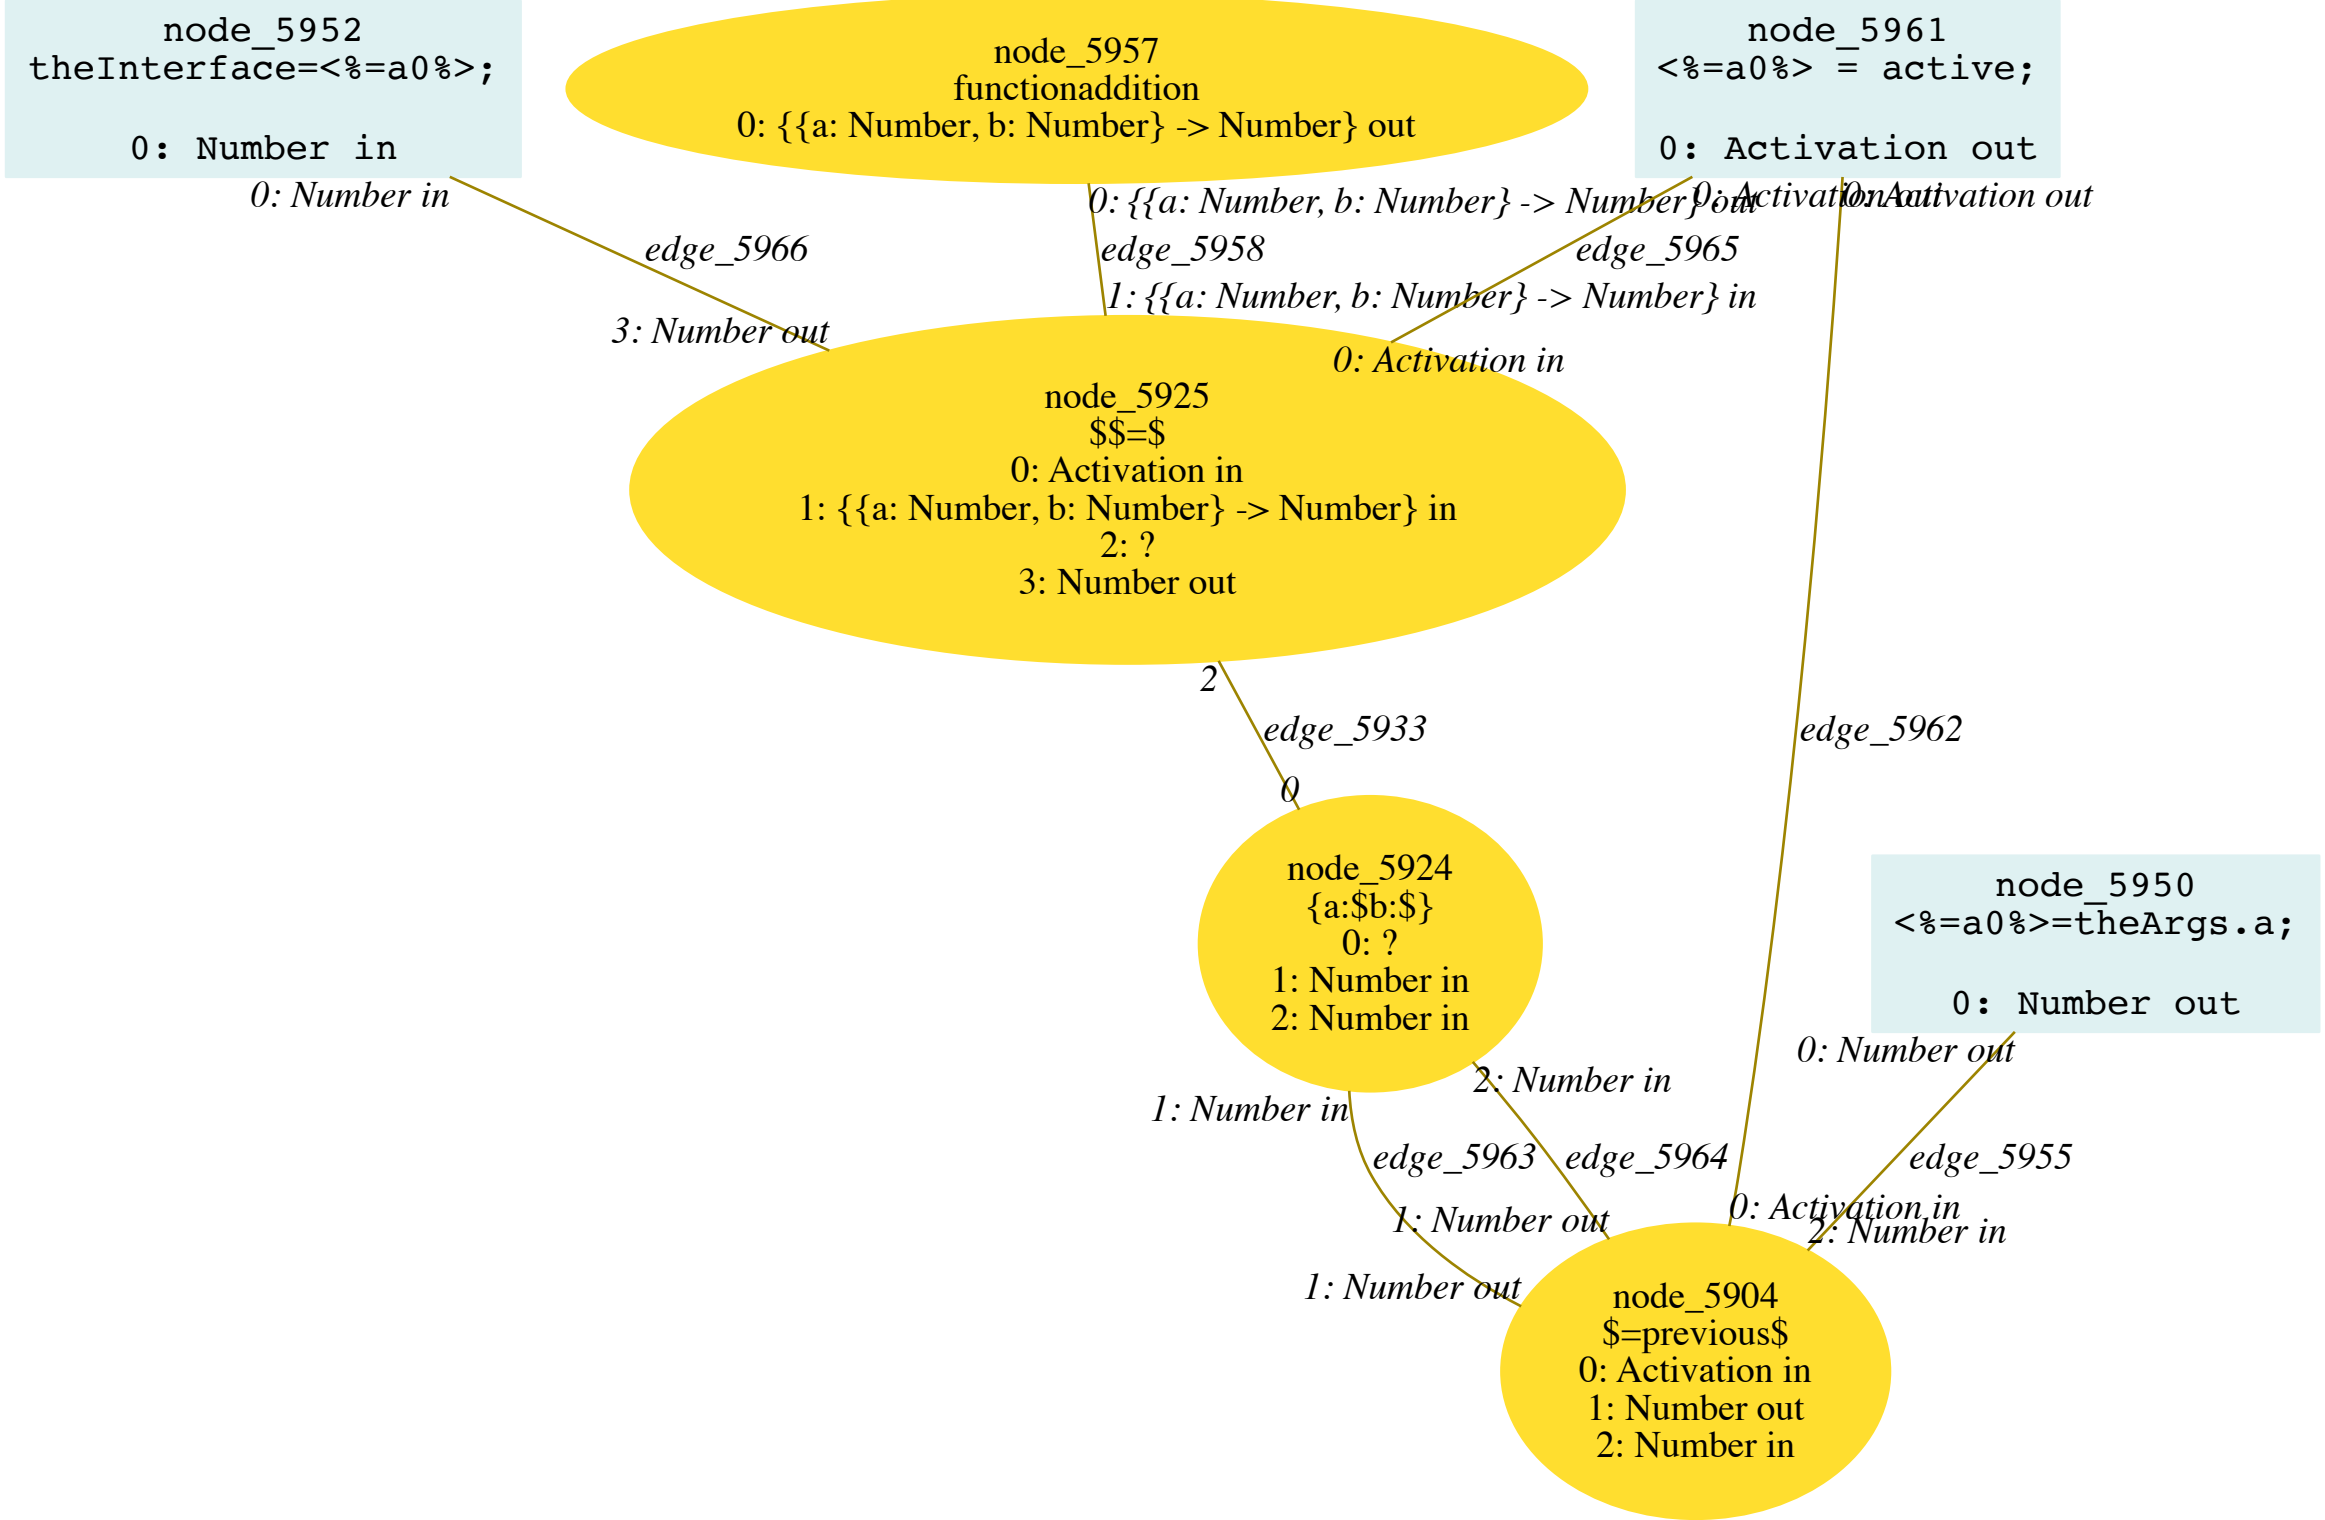 node_5952
theInterface=<%=a0%>;
0: Number in
node_5957
functionaddition
0: {{a: Number, b: Number} -> Number} out
node_5961
<%=a0%> = active;
0: Activation out
0: Number in
0: {{a: Number, b: Number} -> Number} out
0: Activation out
0: Activation out
edge_5966
edge_5958
edge_5965
1: {{a: Number, b: Number} -> Number} in
3: Number out
0: Activation in
node_5925
$$=$
0: Activation in
1: {{a: Number, b: Number} -> Number} in
2: ?
3: Number out
2
edge_5933
edge_5962
0
node_5924
{a:$b:$}
0: ?
1: Number in
2: Number in
node_5950
<%=a0%>=theArgs.a;
0: Number out
0: Number out
2: Number in
1: Number in
edge_5963
edge_5964
edge_5955
0: Activation in
1: Number out
2: Number in
1: Number out
node_5904
$=previous$
0: Activation in
1: Number out
2: Number in